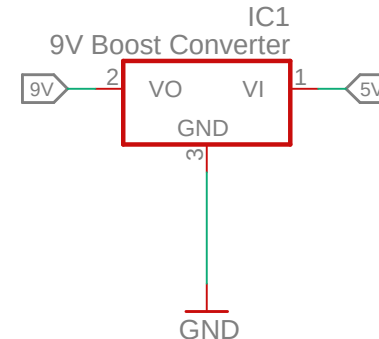 IC1
9V Boost Converter
9V
2
VO
VI
1
5V
GND
3
GND